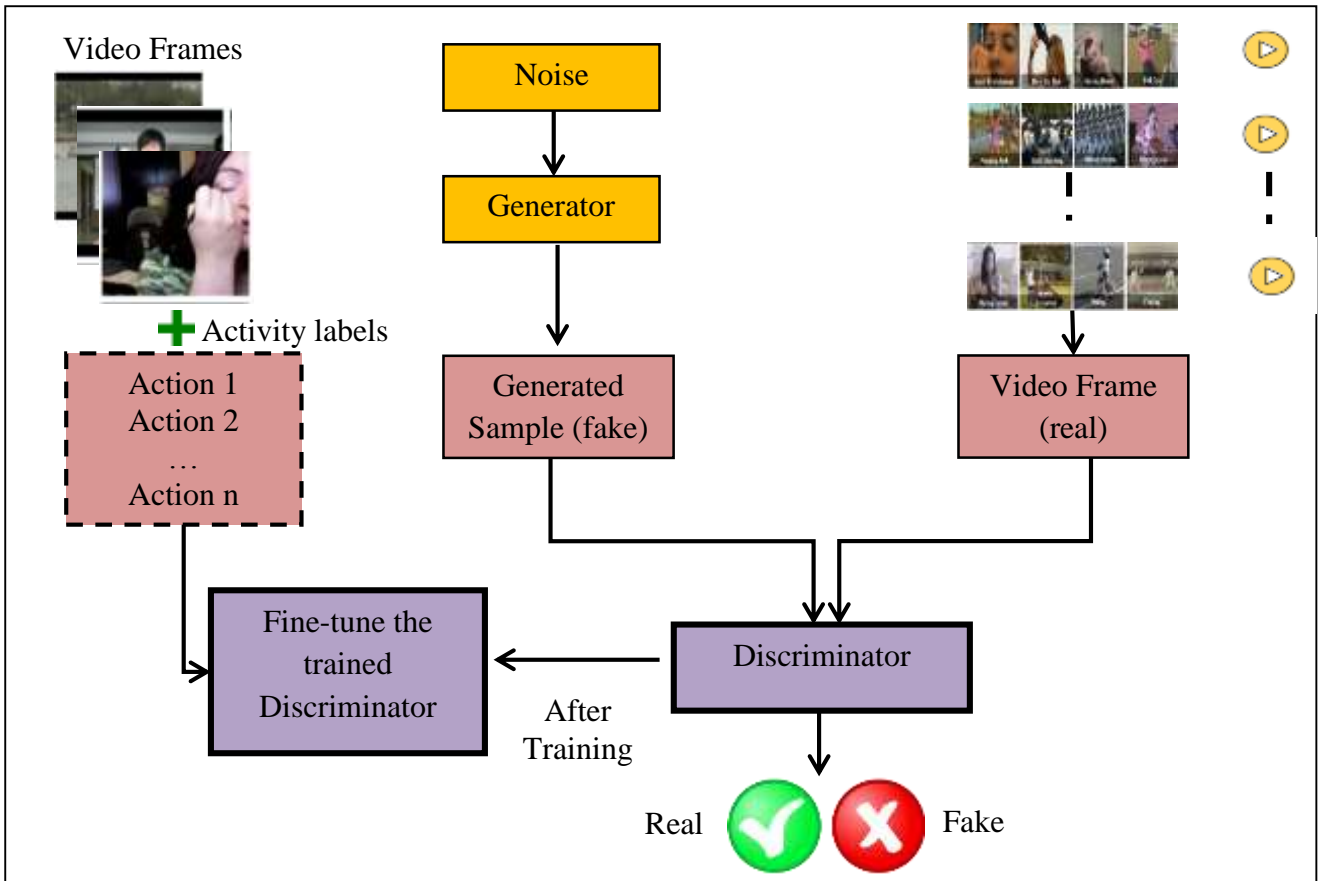 Video Frames
Noise
Generator
Activity labels
Action 1
Action 2
…
Action n
Generated
Sample (fake)
Video Frame
(real)
Fine-tune the
trained
Discriminator
After
Training
Discriminator
Real
Fake